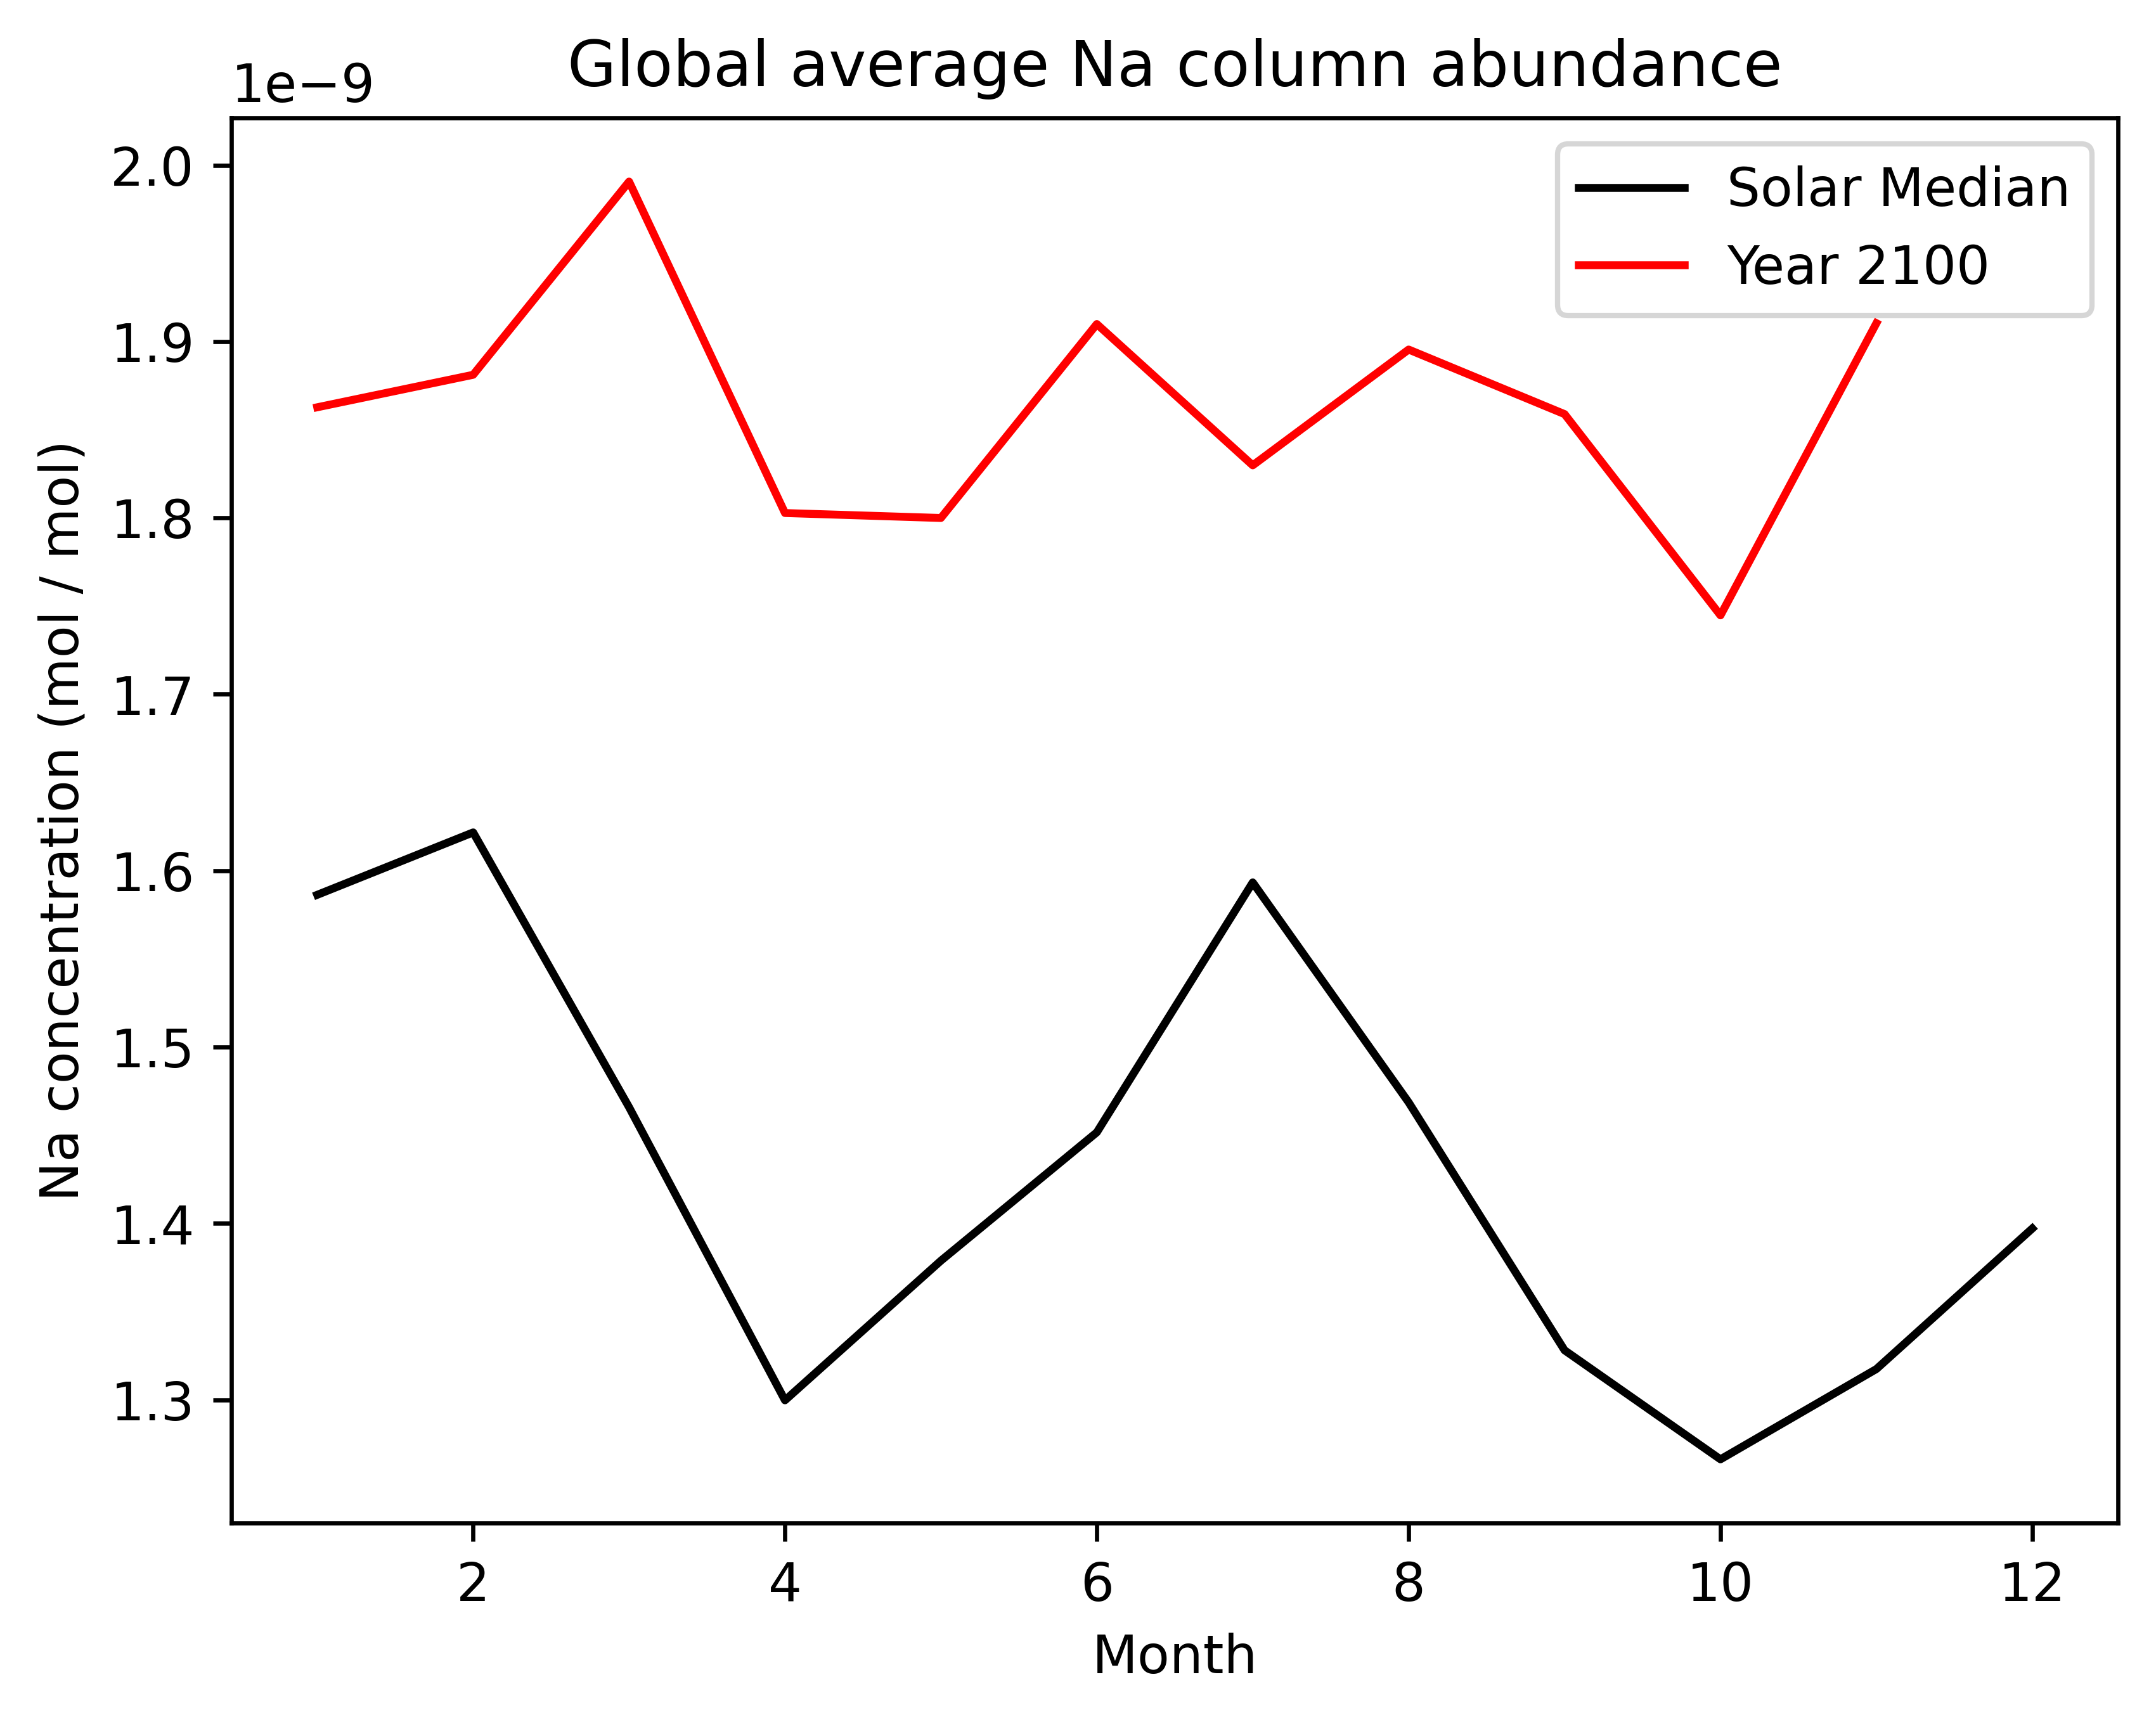 Global average Na column abundance
1e−9
2.0
1.9
1.8
1.7
1.6
1.5
1.4
1.3
Na concentration (mol / mol)
Solar Median
Year 2100
2 4 6 8 10 12
Month